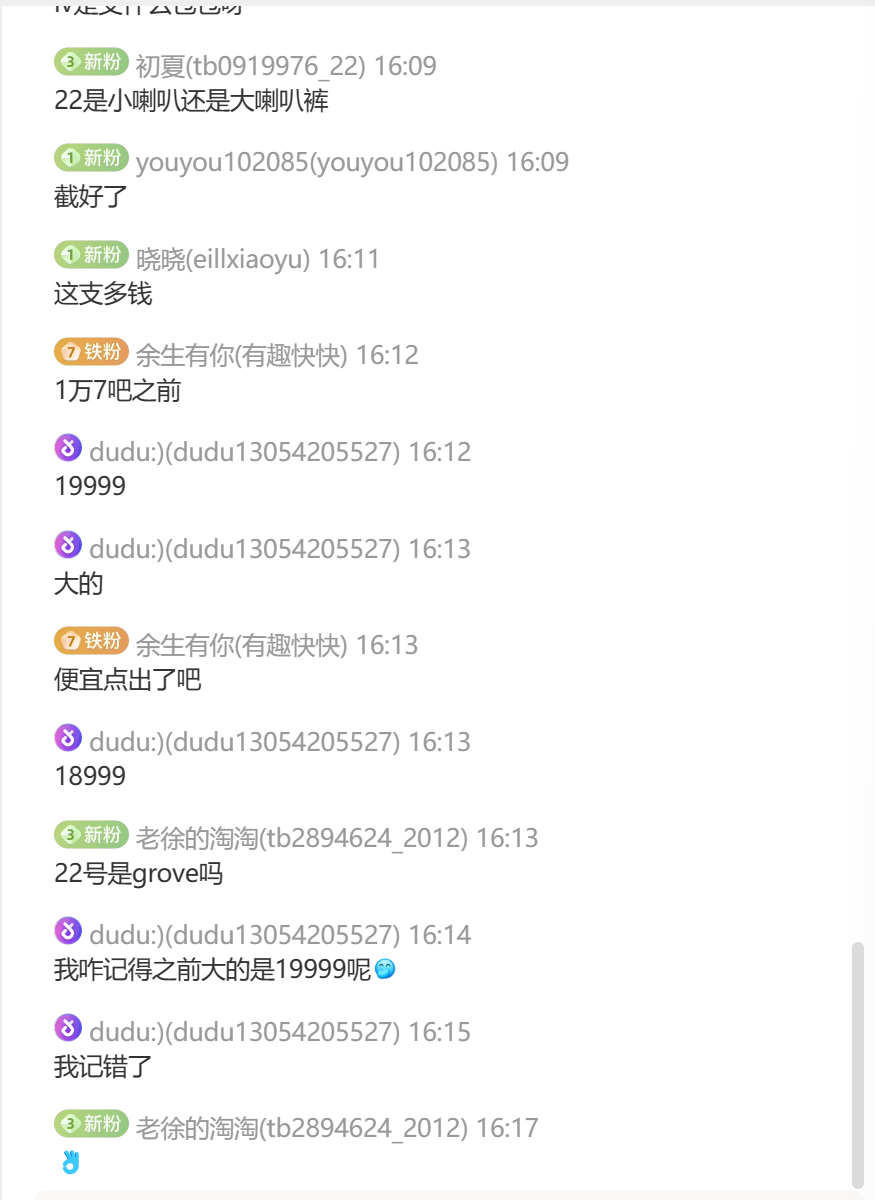 3 新粉 初夏(tb0919976_22) 16:09
22是小喇叭还是大喇叭裤
1 新粉 youyou102085(youyou102085) 16:09
截好了
1 新粉 晓晓(eillxiaoyu) 16:11
这支多钱
7 铁粉 余生有你(有趣快快) 16:12
1万7吧之前
dudu:)(dudu13054205527) 16:12
19999
dudu:)(dudu13054205527) 16:13
大的
7 铁粉 余生有你(有趣快快) 16:13
便宜点出了吧
dudu:)(dudu13054205527) 16:13
18999
3 新粉 老徐的淘淘(tb2894624_2012) 16:13
22号是grove吗
dudu:)(dudu13054205527) 16:14
我咋记得之前大的是19999呢
dudu:)(dudu13054205527) 16:15
我记错了
3 新粉 老徐的淘淘(tb2894624_2012) 16:17